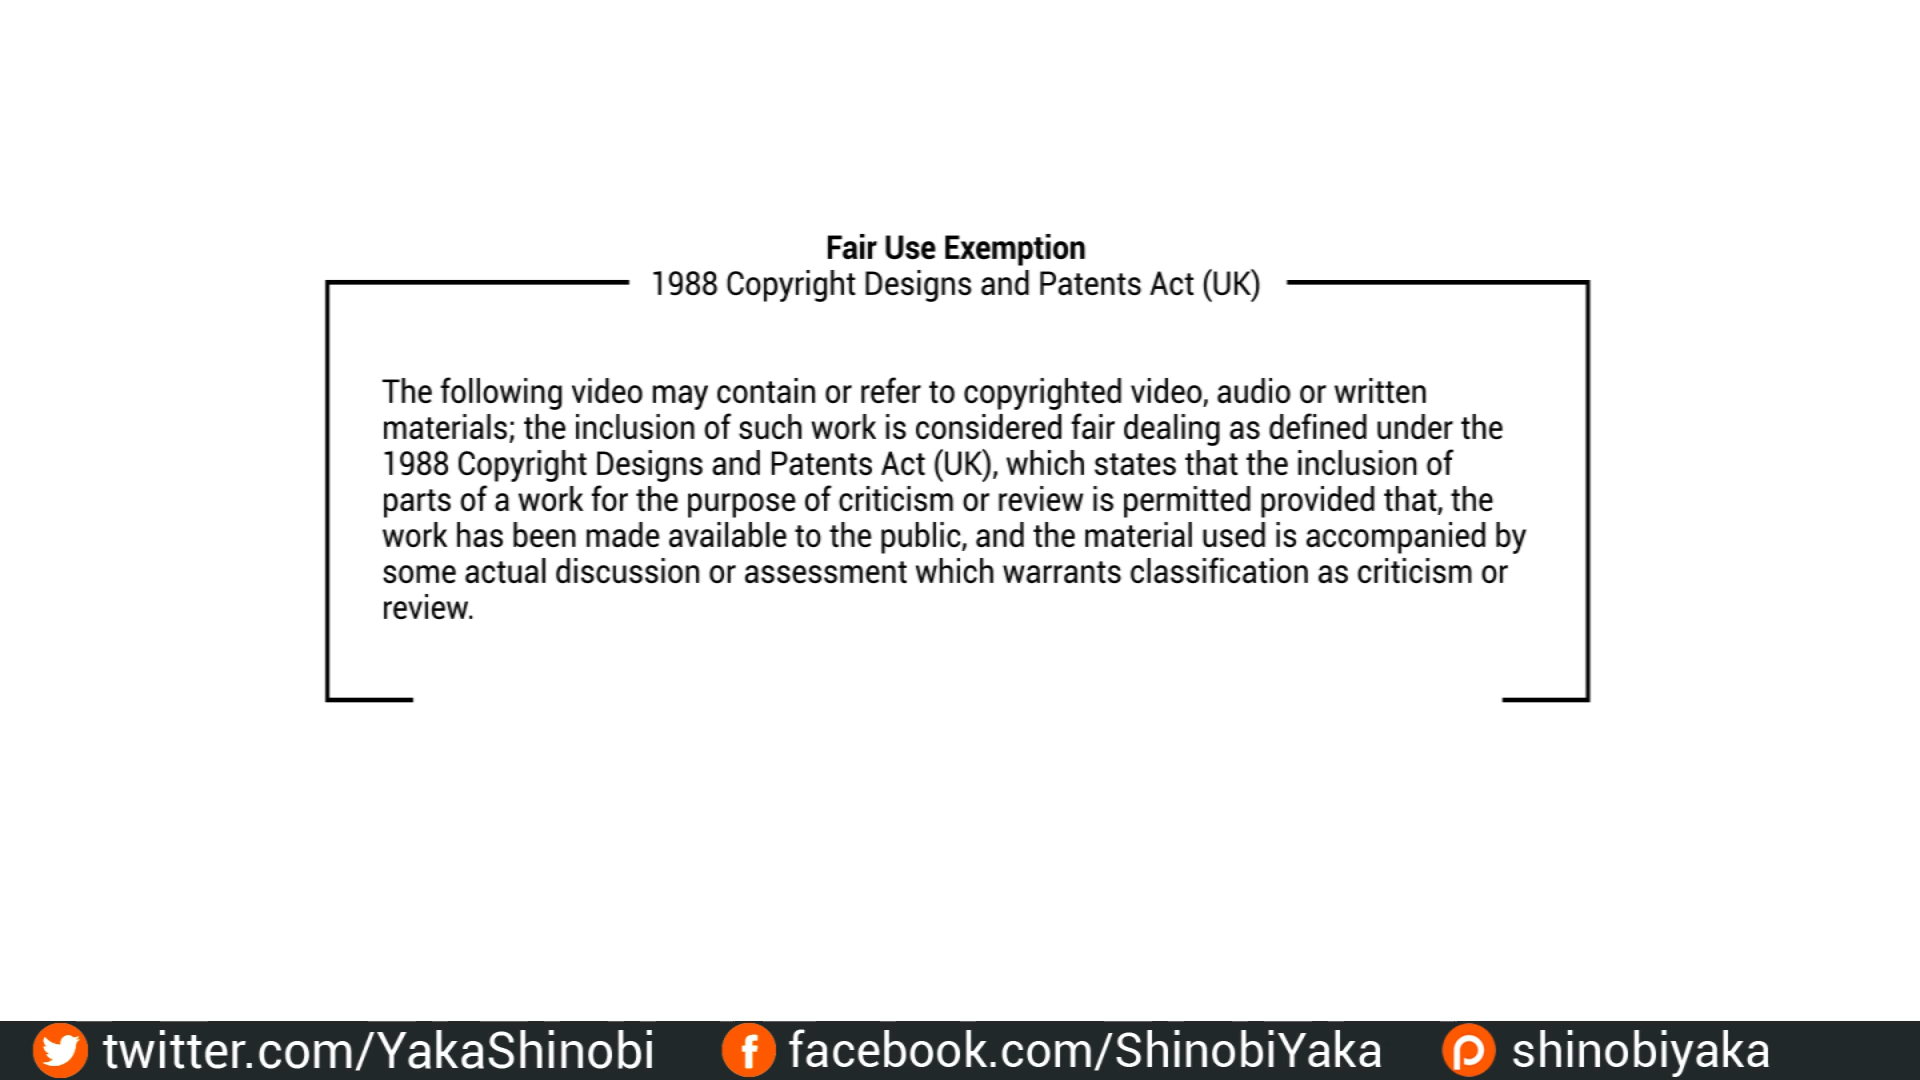 Fair Use Exemption
1988 Copyright Designs and Patents Act (UK)
The following video may contain or refer to copyrighted video, audio or written
materials; the inclusion of such work is considered fair dealing as defined under the
1988 Copyright Designs and Patents Act (UK), which states that the inclusion of
parts of a work for the purpose of criticism or review is permitted provided that, the
work has been made available to the public, and the material used is accompanied by
some actual discussion or assessment which warrants classification as criticism or
review.
twitter.com/YakaShinobi facebook.com/ShinobiYaka shinobiyaka